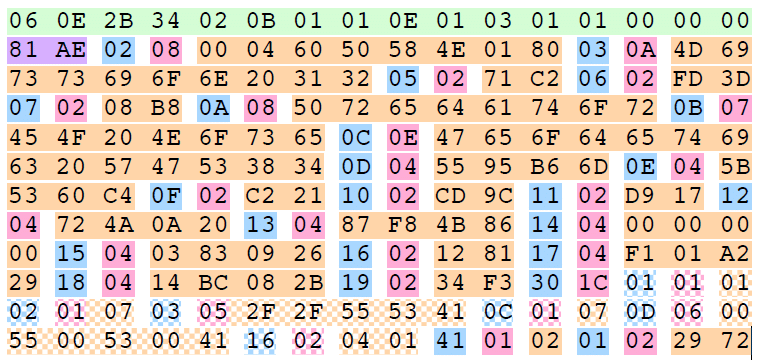 06 0E 2B 34 02 0B 01 01 0E 01 03 01 01 00 00 00
81 AE 02 08 00 04 60 50 58 4E 01 80 03 0A 4D 69
73 73 69 6F 6E 20 31 32 05 02 71 C2 06 02 FD 3D
07 02 08 B8 0A 08 50 72 65 64 61 74 6F 72 0B 07
45 4F 20 4E 6F 73 65 0C 0E 47 65 6F 64 65 74 69
63 20 57 47 53 38 34 0D 04 55 95 B6 6D 0E 04 5B
53 60 C4 0F 02 C2 21 10 02 CD 9C 11 02 D9 17 12
04 72 4A 0A 20 13 04 87 F8 4B 86 14 04 00 00 00
00 15 04 03 83 09 26 16 02 12 81 17 04 F1 01 A2
29 18 04 14 BC 08 2B 19 02 34 F3 30 1C 01 01 01
02 01 07 03 05 2F 2F 55 53 41 0C 01 07 0D 06 00
55 00 53 00 41 16 02 04 01 41 01 02 01 02 29 72